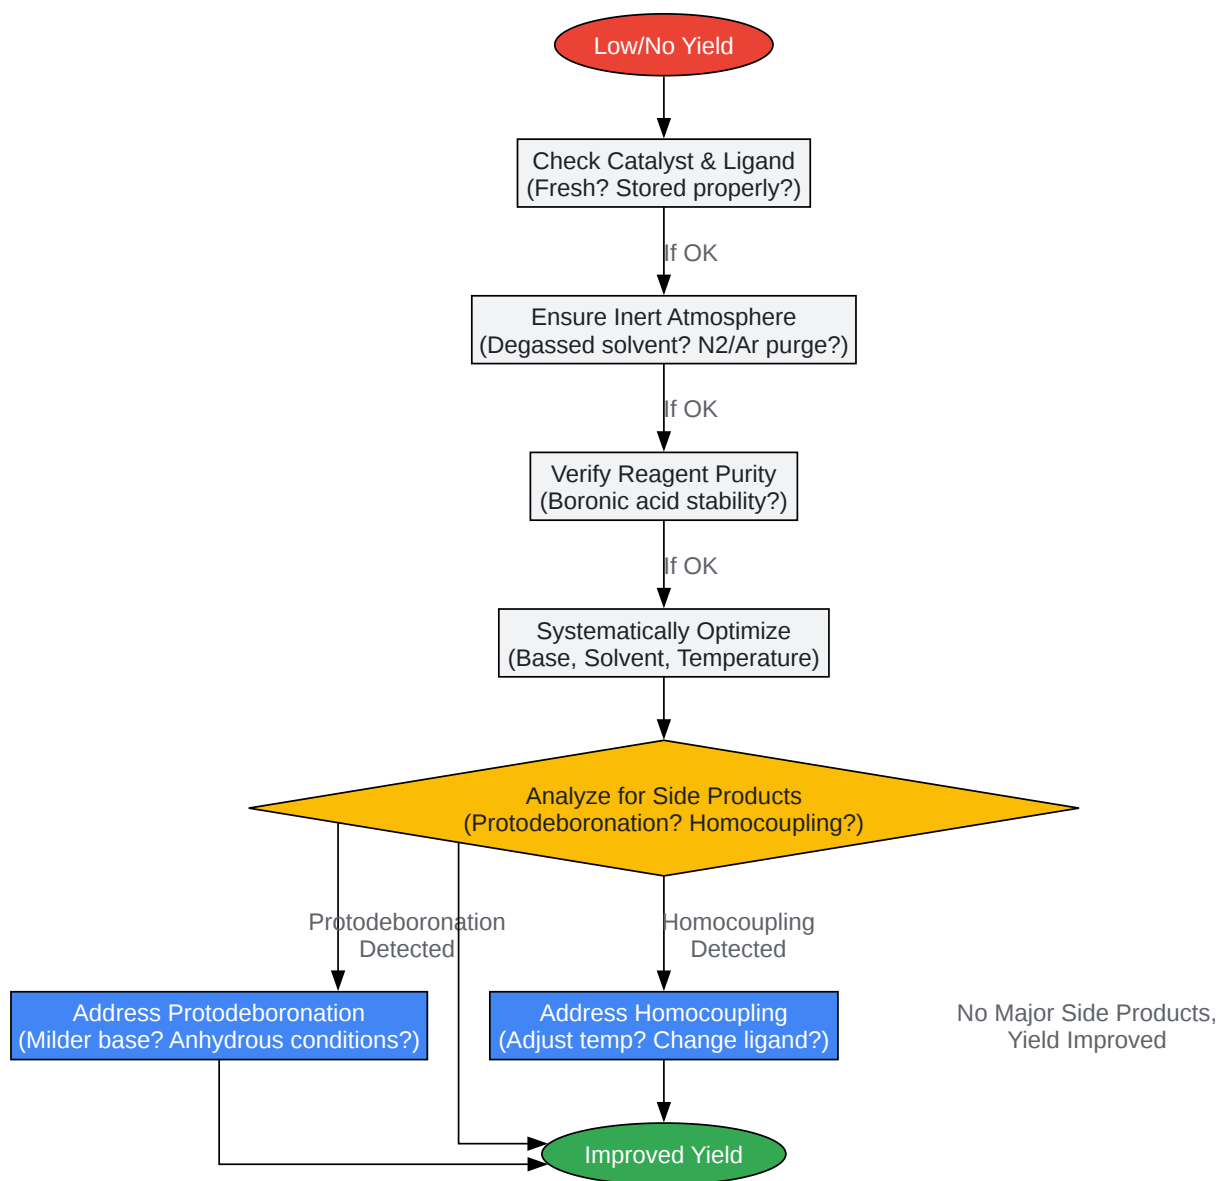 Low/No Yield
Check Catalyst & Ligand
(Fresh? Stored properly?)
If OK
Ensure Inert Atmosphere
(Degassed solvent? N2/Ar purge?)
If OK
Verify Reagent Purity
(Boronic acid stability?)
If OK
Systematically Optimize
(Base, Solvent, Temperature)
Analyze for Side Products
(Protodeboronation? Homocoupling?)
Protodeboronation
Detected
Homocoupling
Detected
Address Protodeboronation
(Milder base? Anhydrous conditions?)
Address Homocoupling
(Adjust temp? Change ligand?)
No Major Side Products,
Yield Improved
Improved Yield